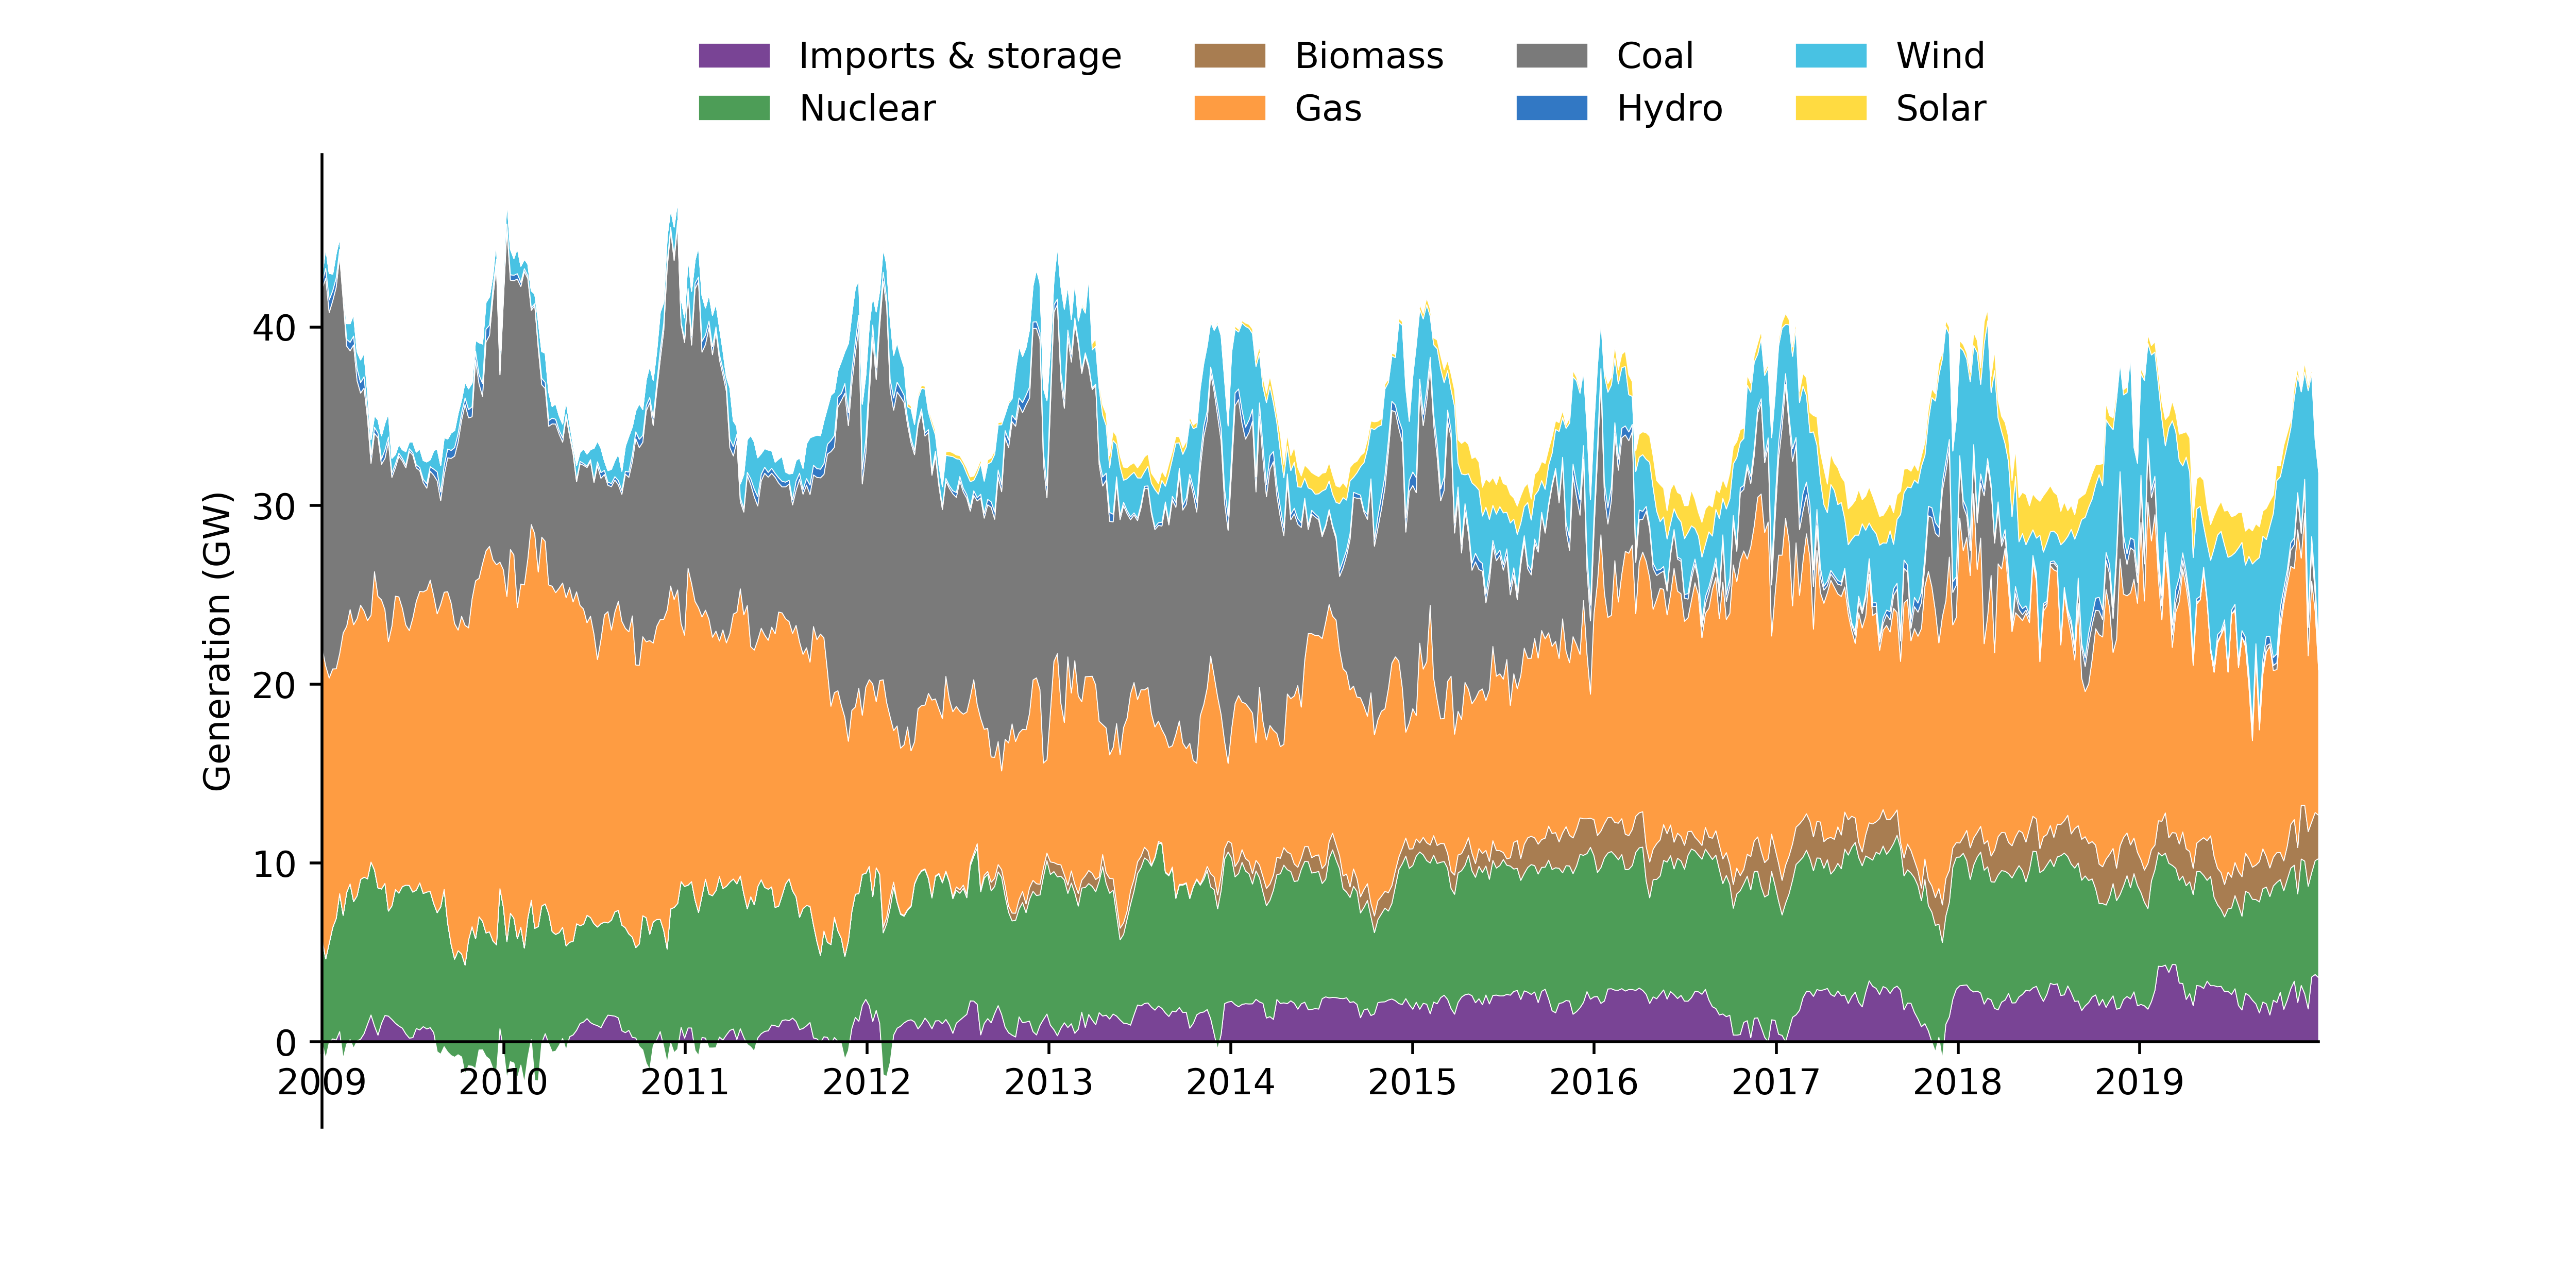 Imports & storage Biomass Coal Wind
Nuclear Gas Hydro Solar
Generation (GW)
40
30
20
10
0
2009 2010 2011 2012 2013 2014 2015 2016 2017 2018 2019